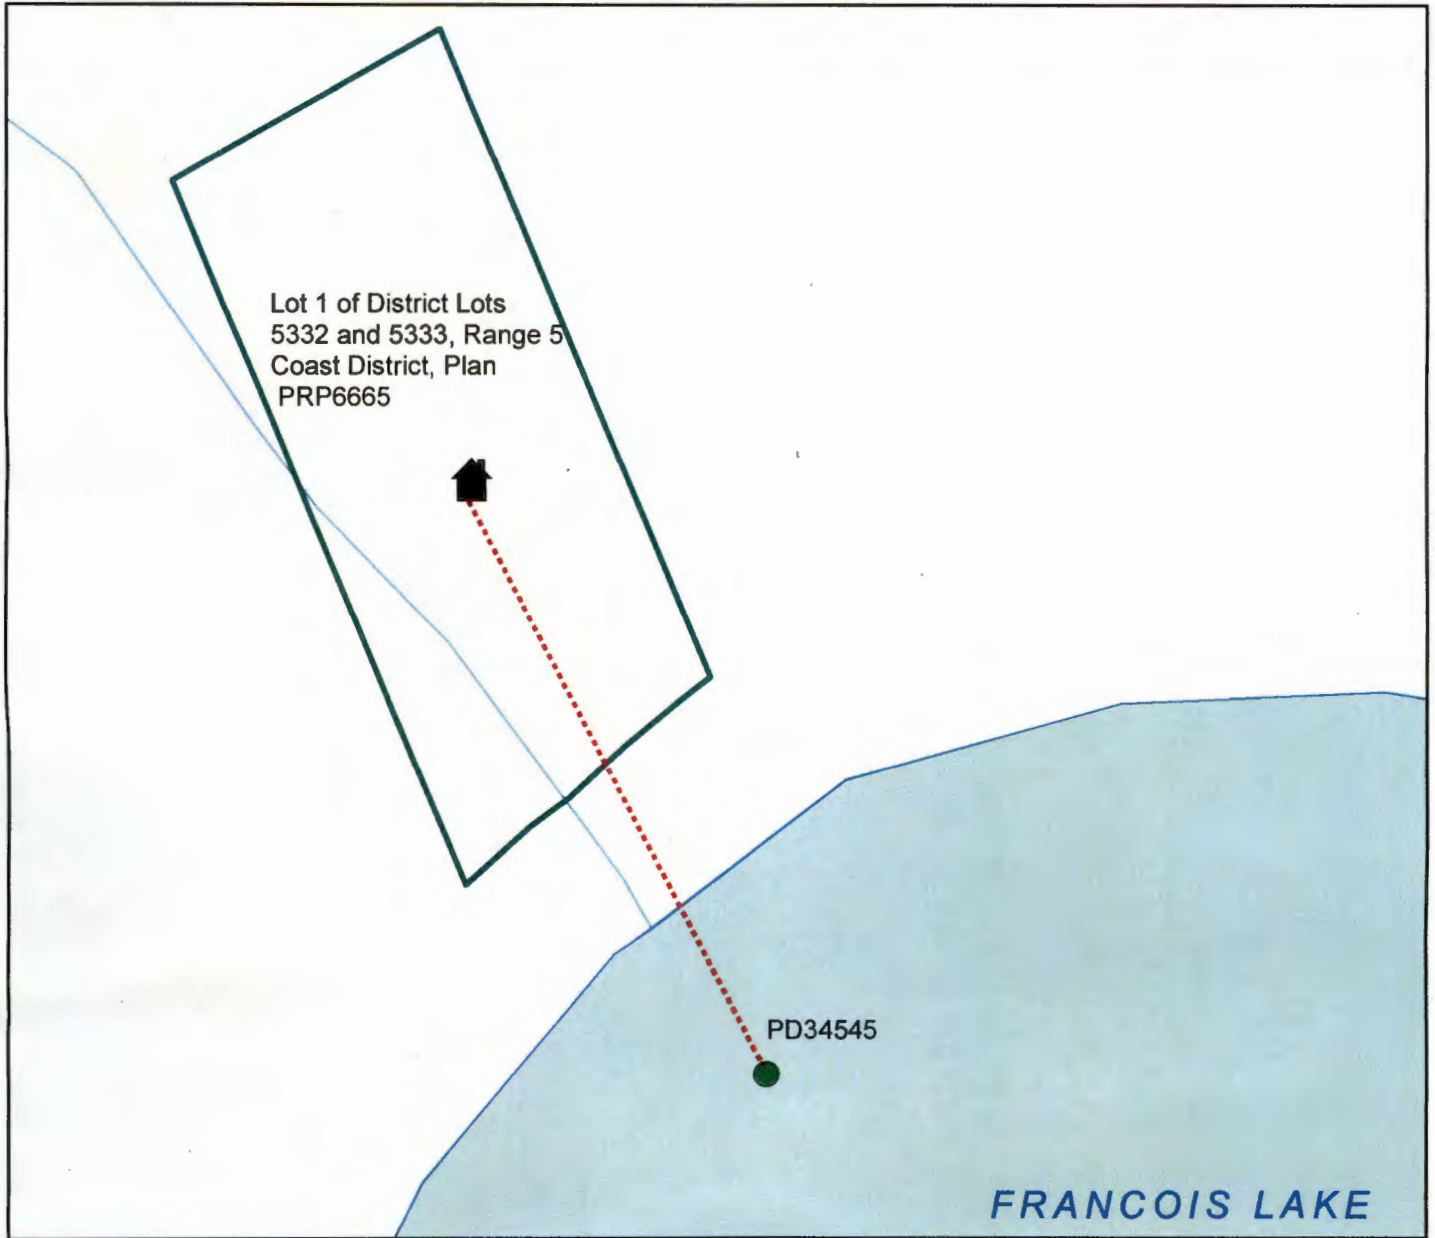 Lot 1 of District Lots
5332 and 5333, Range 5
Coast District, Plan
PRP6665
PD34545
FRANCOIS LAKE